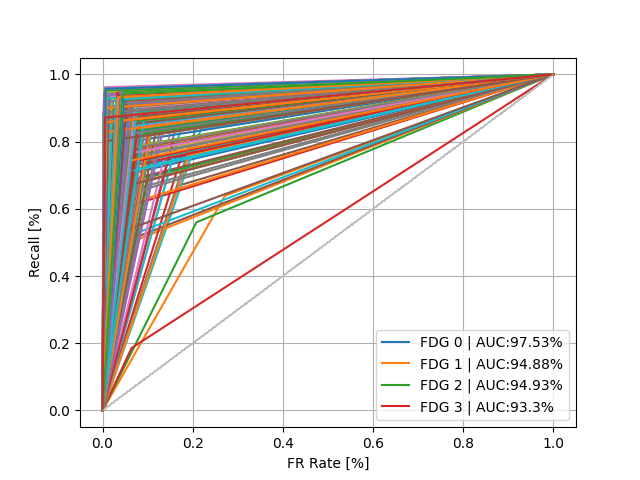 1.0
0.8
0.6
0.4
0.2
0.0
Recall [%]
FDG 0 | AUC:97.53%
FDG 1 | AUC:94.88%
FDG 2 | AUC:94.93%
FDG 3 | AUC:93.3%
0.0 0.2 0.4 0.6 0.8 1.0
FR Rate [%]